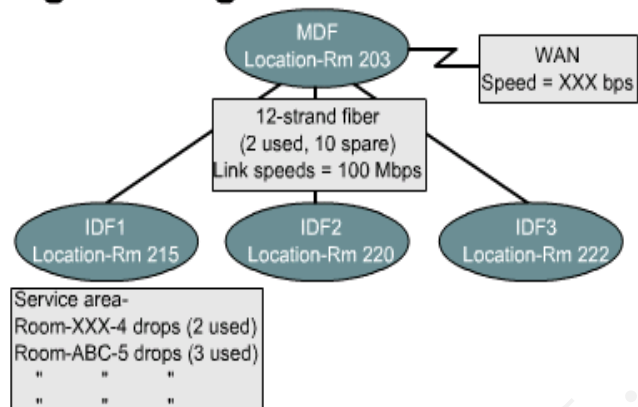 MDF
Location-Rm 203
WAN
Speed = XXX bps
12-strand fiber
(2 used, 10 spare)
Link speeds = 100 Mbps
IDF1
Location-Rm 215
IDF2
Location-Rm 220
IDF3
Location-Rm 222
Service area-
Room-XXX-4 drops (2 used)
Room-ABC-5 drops (3 used)
" " "
" " "